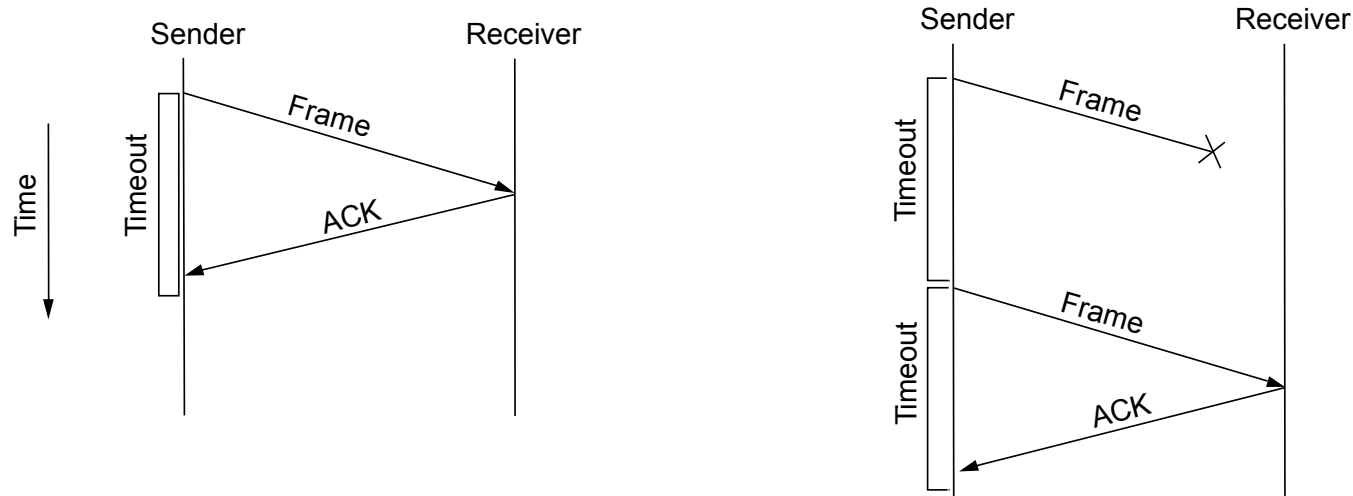 Sender
Receiver
Time
Timeout
Frame
ACK
Sender
Receiver
Timeout
Frame
Timeout
Frame
ACK